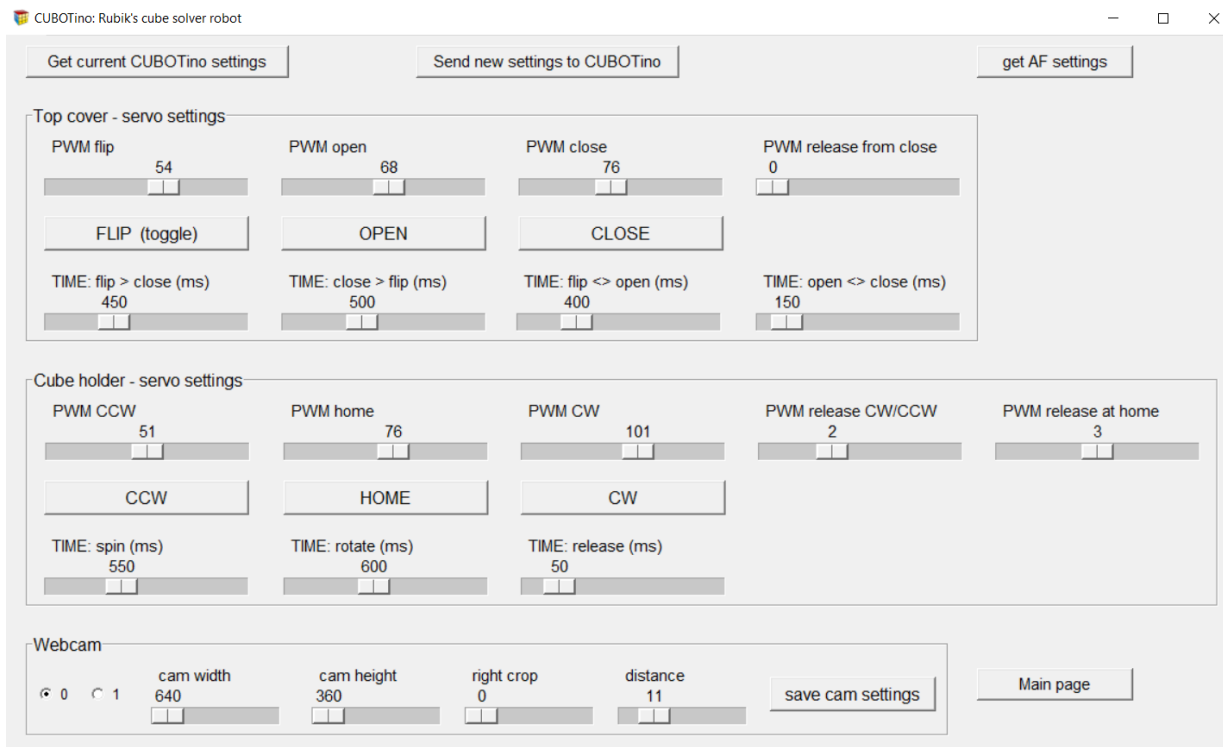 CUBOTino: Rubik's cube solver robot
Get current CUBOTino settings Send new settings to CUBOTino get AF settings
Top cover - servo settings
PWM flip PWM open PWM close PWM release from close
54 68 76 0
FLIP (toggle) OPEN CLOSE
TIME: flip > close (ms) TIME: close > flip (ms) TIME: flip <> open (ms) TIME: open <> close (ms)
450 500 400 150
Cube holder - servo settings
PWM CCW PWM home PWM CW PWM release CW/CCW PWM release at home
51 76 101 2 3
CCW HOME CW
TIME: spin (ms) TIME: rotate (ms) TIME: release (ms)
550 600 50
Webcam
cam width cam height right crop distance
0 1 640 360 0 11 save cam settings Main page